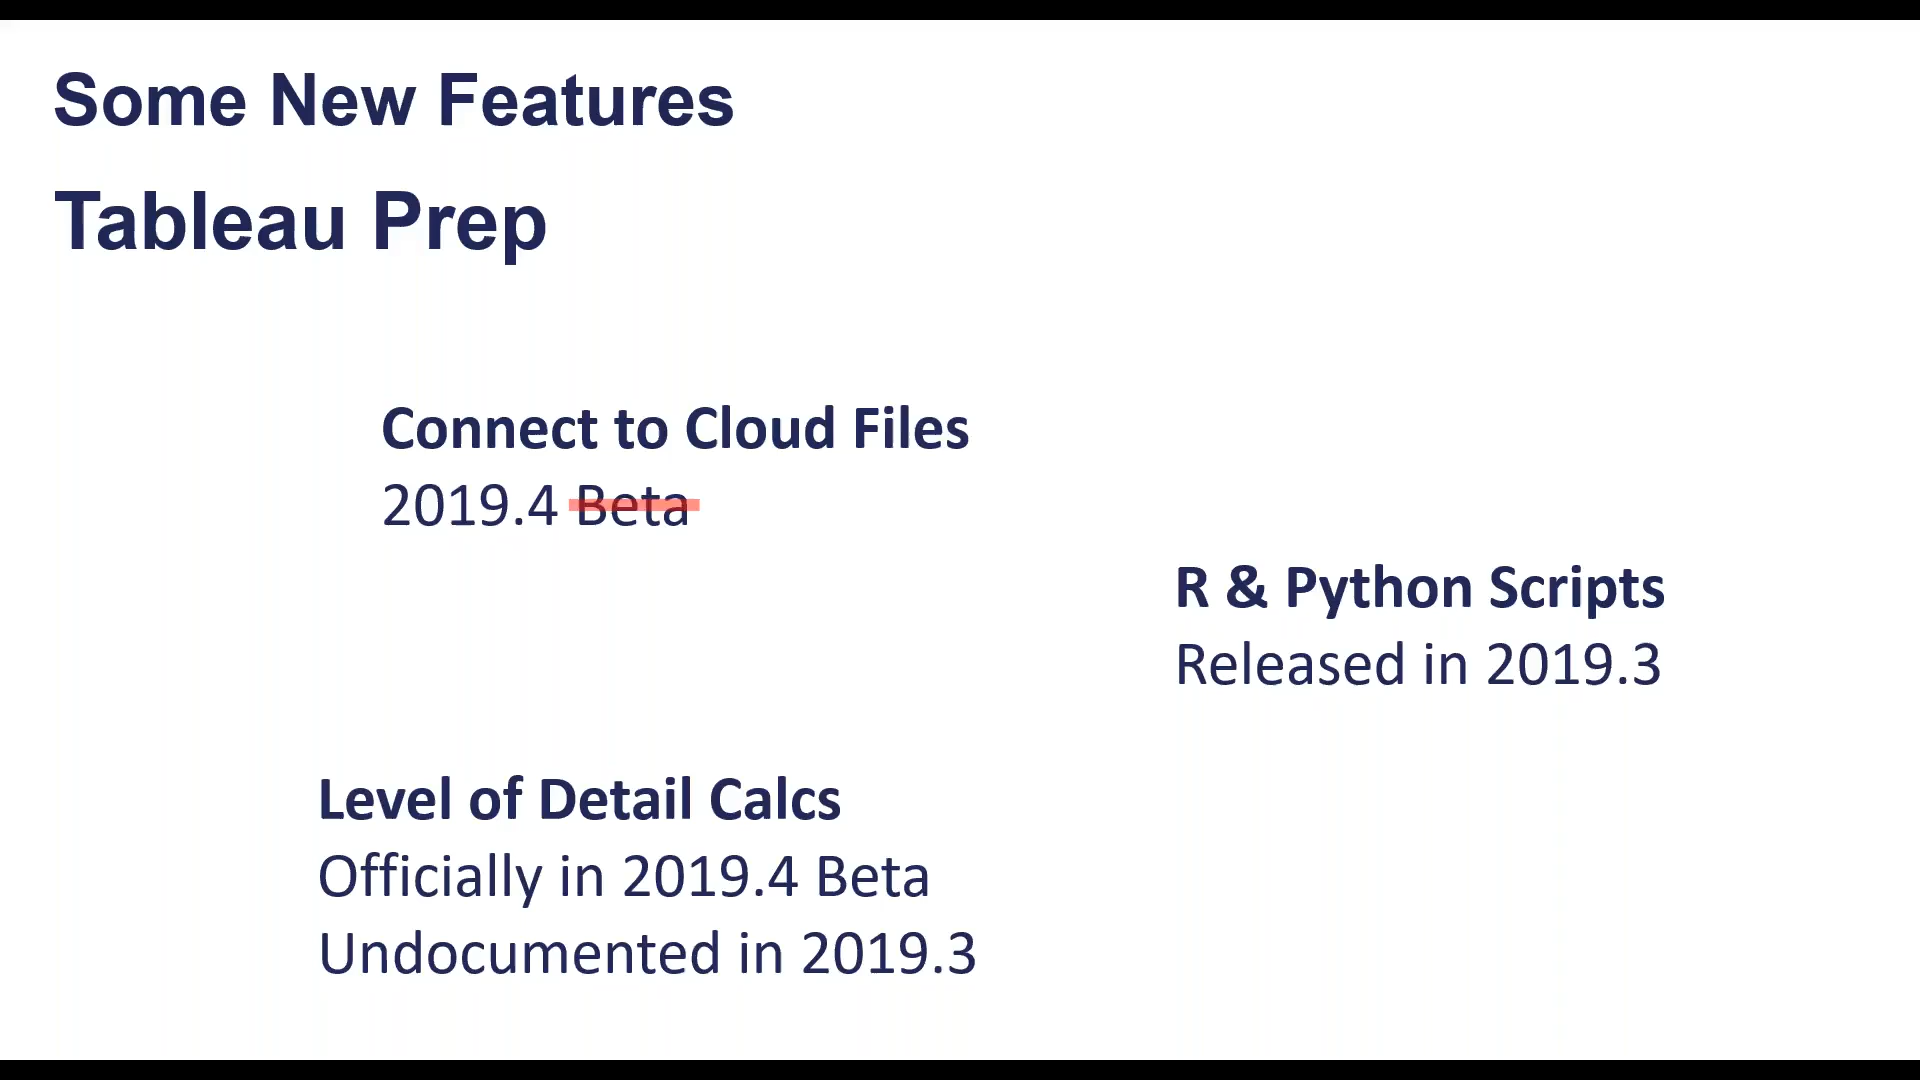 Some New Features
Tableau Prep
Connect to Cloud Files
2019.4 Beta
R & Python Scripts
Released in 2019.3
Level of Detail Calcs
Officially in 2019.4 Beta
Undocumented in 2019.3